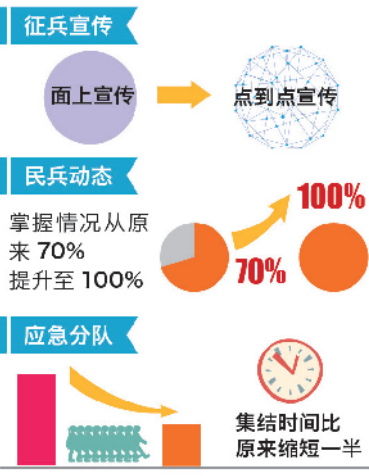 征兵宣传
面上宣传
点到点宣传
民兵动态
掌握情况从原
来 70%
提升至 100%
70%
100%
应急分队
集结时间比
原来缩短一半